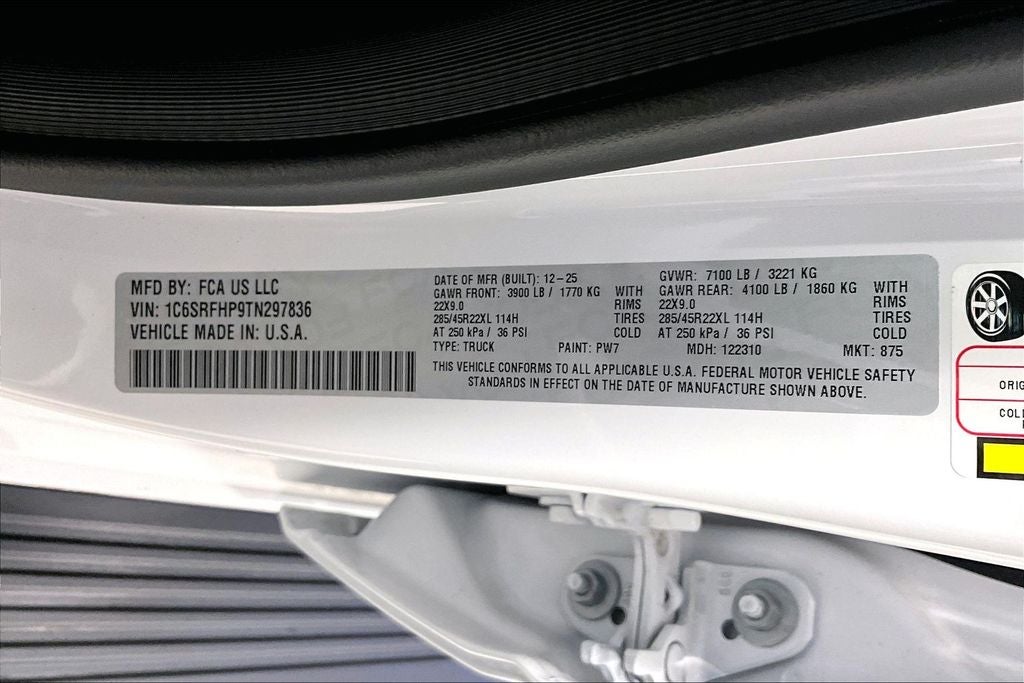 MFD BY: FCA US LLC
VIN: 1C6SRFHP9TN297836
VEHICLE MADE IN: U.S.A.
DATE OF MFR (BUILT): 12-25
GAWR FRONT: 3900 LB / 1770 KG WITH
22X9.0 RIMS
285/45R22XL 114H TIRES
AT 250 kPa / 36 PSI COLD
TYPE: TRUCK PAINT: PW7
GVWR: 7100 LB / 3221 KG
GAWR REAR: 4100 LB / 1860 KG WITH
22X9.0 RIMS
285/45R22XL 114H TIRES
AT 250 kPa / 36 PSI COLD
MDH: 122310 MKT: 875
THIS VEHICLE CONFORMS TO ALL APPLICABLE U.S.A. FEDERAL MOTOR VEHICLE SAFETY
STANDARDS IN EFFECT ON THE DATE OF MANUFACTURE SHOWN ABOVE.
ORIG
COLL